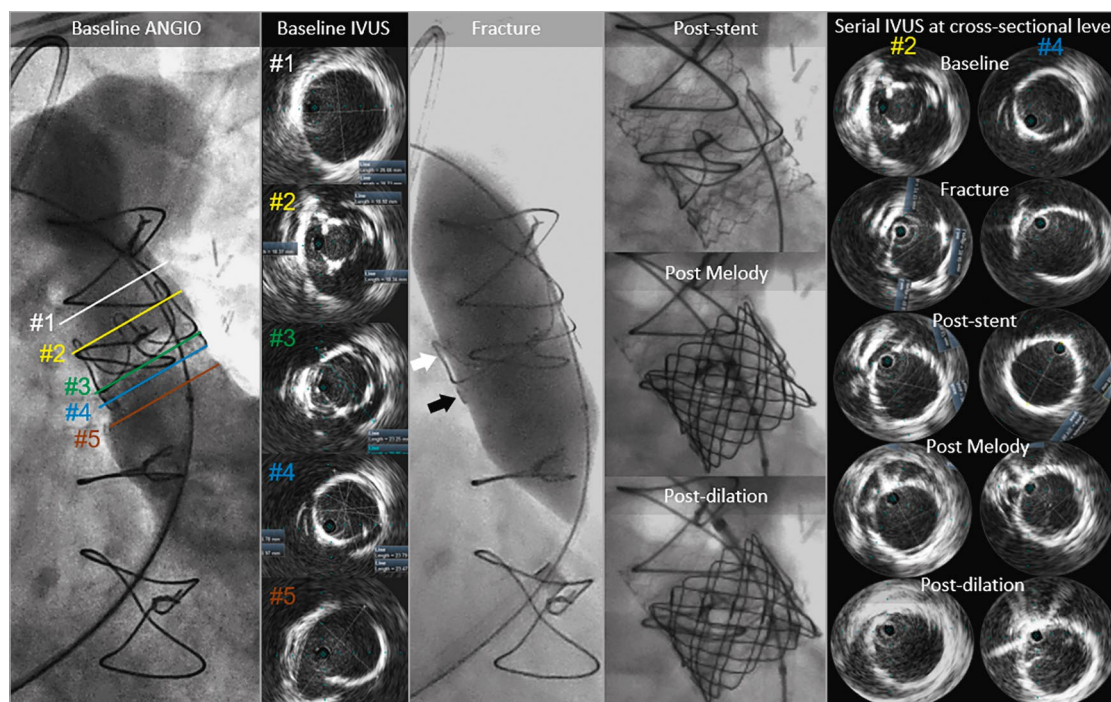 Baseline ANGIO
#1
#2
#3
#4
#5
Baseline IVUS
#1
#2
#3
#4
#5
Fracture
Post-stent
Post Melody
Post-dilation
Serial IVUS at cross-sectional leve
#2
#4
Baseline
Fracture
Post-stent
Post Melody
Post-dilation